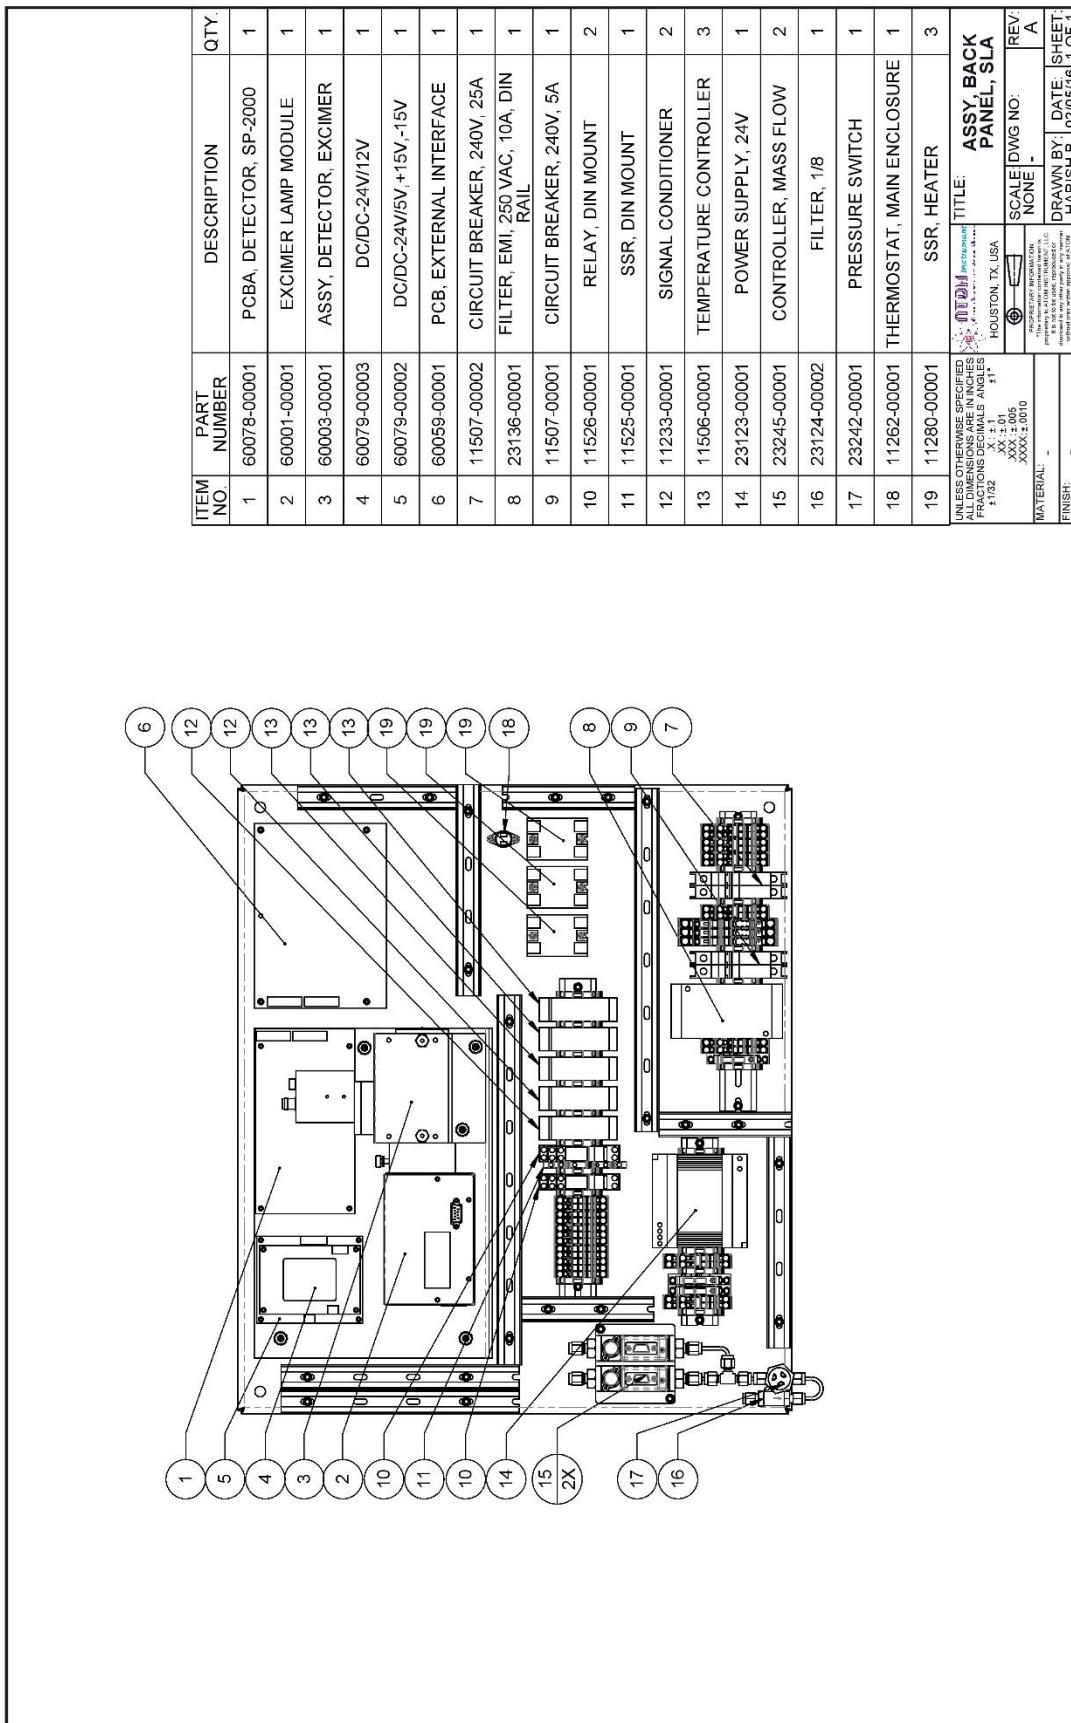 ITEM NO. PART NUMBER DESCRIPTION QTY.
1 60078-00001 PCBA, DETECTOR, SP-2000 1
2 60001-00001 EXCIMER LAMP MODULE 1
3 60003-00001 ASSY, DETECTOR, EXCIMER 1
4 60079-00003 DC/DC-24V/12V 1
5 60079-00002 DC/DC-24V/5V,+15V,-15V 1
6 60059-00001 PCB, EXTERNAL INTERFACE 1
7 11507-00002 CIRCUIT BREAKER, 240V, 25A 1
8 23136-00001 FILTER, EMI, 250 VAC, 10A, DIN RAIL 1
9 11507-00001 CIRCUIT BREAKER, 240V, 5A 1
10 11526-00001 RELAY, DIN MOUNT 2
11 11525-00001 SSR, DIN MOUNT 1
12 11233-00001 SIGNAL CONDITIONER 2
13 11506-00001 TEMPERATURE CONTROLLER 3
14 23123-00001 POWER SUPPLY, 24V 1
15 23245-00001 CONTROLLER, MASS FLOW 2
16 23124-00002 FILTER, 1/8 1
17 23242-00001 PRESSURE SWITCH 1
18 11262-00001 THERMOSTAT, MAIN ENCLOSURE 1
19 11280-00001 SSR, HEATER 3
6
12
12
13
13
13
19
19
19
18
8
9
7
1
5
4
3
2
10
11
10
14
15
2X
17
16
UNLESS OTHERWISE SPECIFIED
ALL DIMENSIONS ARE IN INCHES
FRACTIONS DECIMALS ANGLES
±1/32 .X : ±.1 ±1°
.XX : ±.01
.XXX : ±.005
.XXXX: ±.0010
MATERIAL: -
FINISH: -
ATOM Instrument
HOUSTON, TX, USA
PROPRIETARY INFORMATION
TITLE:
ASSY, BACK
PANEL, SLA
SCALE: NONE
DWG NO: -
REV: A
DRAWN BY: HARISH R
DATE:
SHEET: 1 OF 1